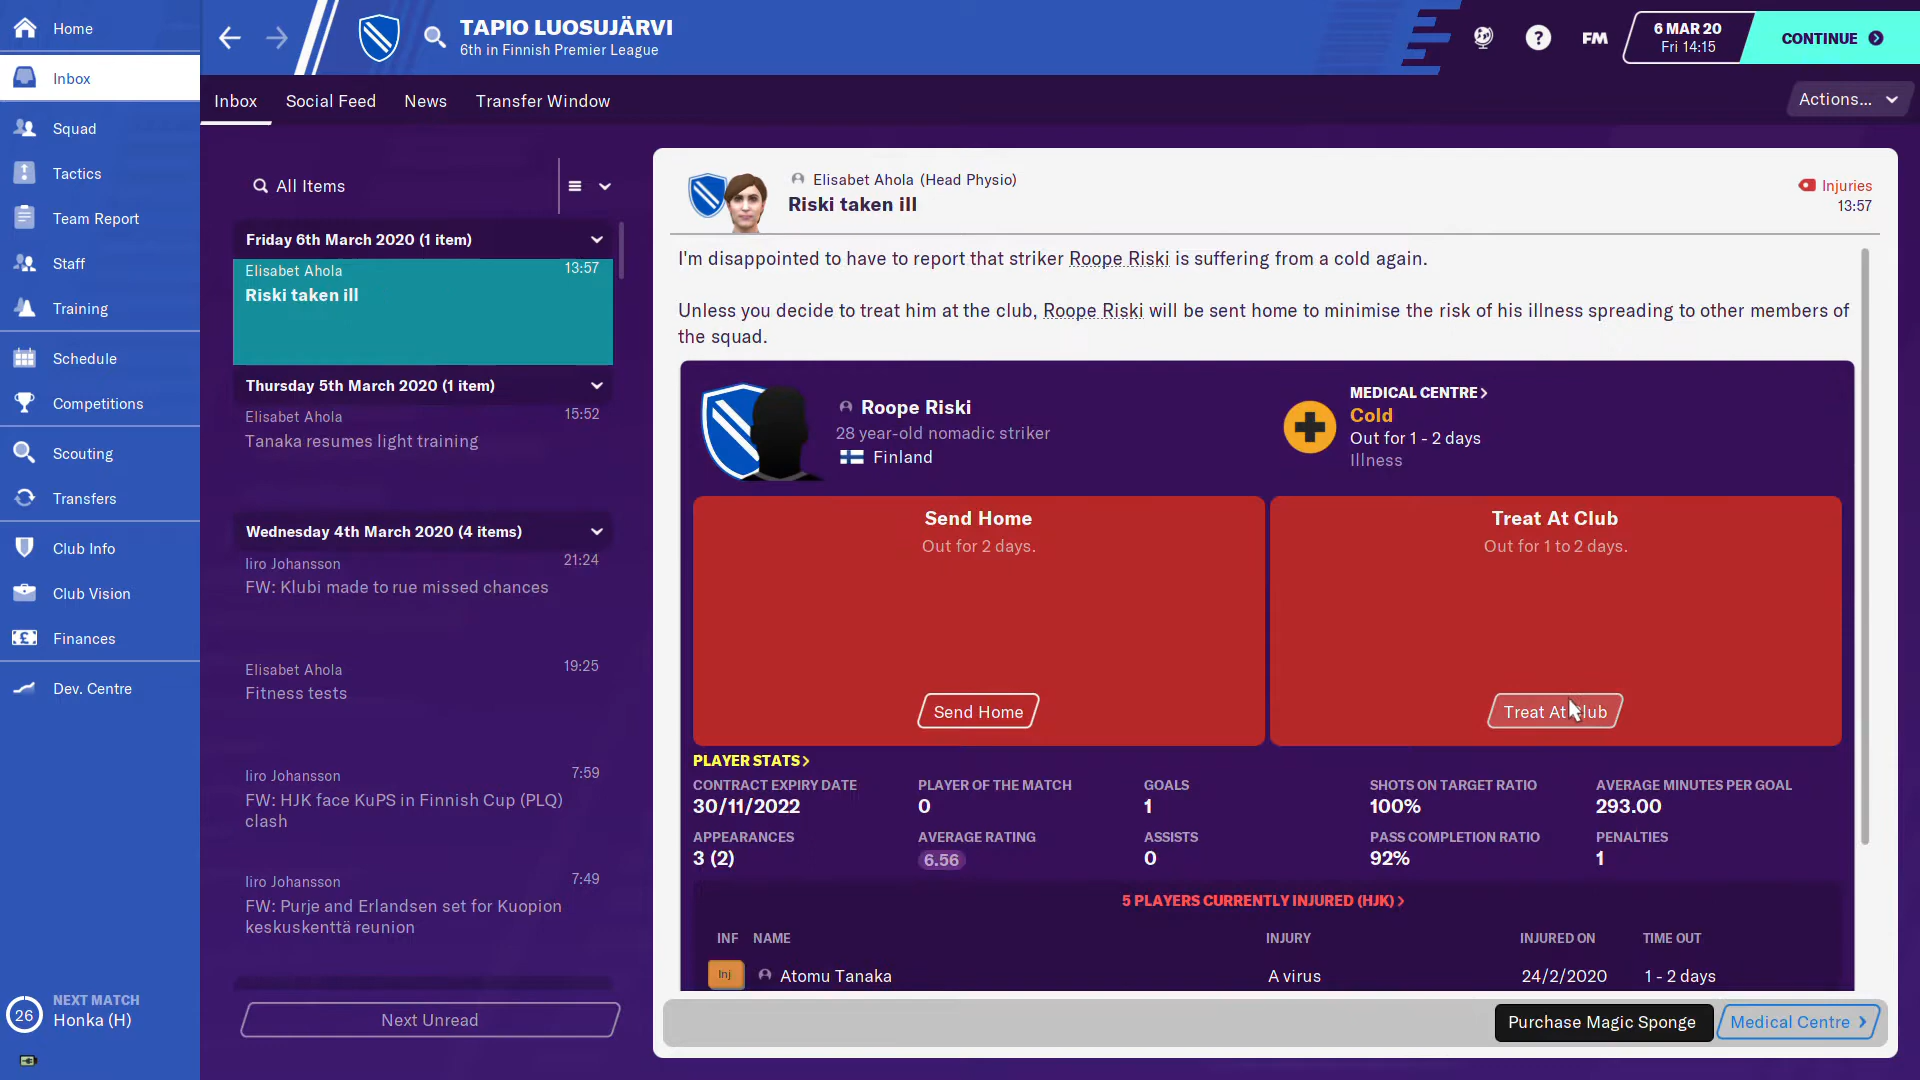 Home
Inbox
Squad
Tactics
Team Report
Staff
Training
Schedule
Competitions
Scouting
Transfers
Club Info
Club Vision
Finances
Dev. Centre
26
NEXT MATCH
Honka (H)
TAPIO LUOSUJÄRVI
6th in Finnish Premier League
?
FM
6 MAR 20
Fri 14:15
CONTINUE
Inbox
Social Feed
News
Transfer Window
Actions...
All Items
Friday 6th March 2020 (1 item)
Elisabet Ahola
13:57
Riski taken ill
Thursday 5th March 2020 (1 item)
Elisabet Ahola
15:52
Tanaka resumes light training
Wednesday 4th March 2020 (4 items)
Iiro Johansson
21:24
FW: Klubi made to rue missed chances
Elisabet Ahola
19:25
Fitness tests
Iiro Johansson
7:59
FW: HJK face KuPS in Finnish Cup (PLQ)
clash
Iiro Johansson
7:49
FW: Purje and Erlandsen set for Kuopion
keskuskenttä reunion
Next Unread
Elisabet Ahola (Head Physio)
Riski taken ill
Injuries
13:57
I'm disappointed to have to report that striker Roope Riski is suffering from a cold again.
Unless you decide to treat him at the club, Roope Riski will be sent home to minimise the risk of his illness spreading to other members of
the squad.
Roope Riski
28 year-old nomadic striker
Finland
MEDICAL CENTRE
Cold
Out for 1 - 2 days
Illness
Send Home
Out for 2 days.
Send Home
Treat At Club
Out for 1 to 2 days.
Treat At Club
PLAYER STATS
CONTRACT EXPIRY DATE
30/11/2022
PLAYER OF THE MATCH
0
GOALS
1
SHOTS ON TARGET RATIO
100%
AVERAGE MINUTES PER GOAL
293.00
APPEARANCES
3 (2)
AVERAGE RATING
6.56
ASSISTS
0
PASS COMPLETION RATIO
92%
PENALTIES
1
5 PLAYERS CURRENTLY INJURED (HJK)
INF NAME INJURY INJURED ON TIME OUT
Inj Atomu Tanaka A virus 24/2/2020 1 - 2 days
Purchase Magic Sponge
Medical Centre